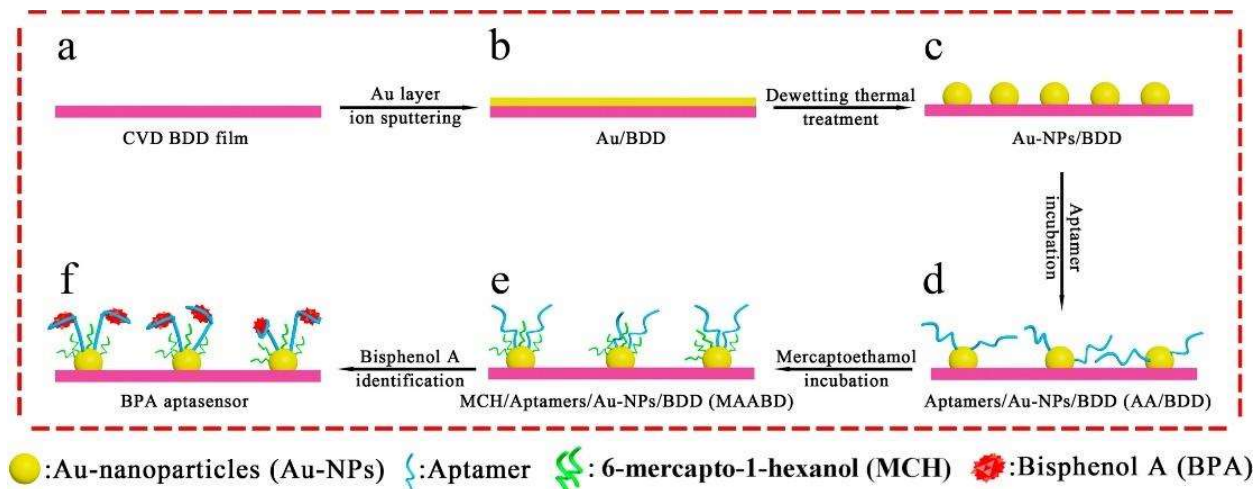 a
b
c
Au layer
ion sputtering
Dewetting thermal
treatment
CVD BDD film
Au/BDD
Au-NPs/BDD
Aptamer
incubation
f
e
d
Bisphenol A
identification
Mercaptoethamol
incubation
BPA aptasensor
MCH/Aptamers/Au-NPs/BDD (MAABD)
Aptamers/Au-NPs/BDD (AA/BDD)
:Au-nanoparticles (Au-NPs) :Aptamer : 6-mercapto-1-hexanol (MCH) :Bisphenol A (BPA)